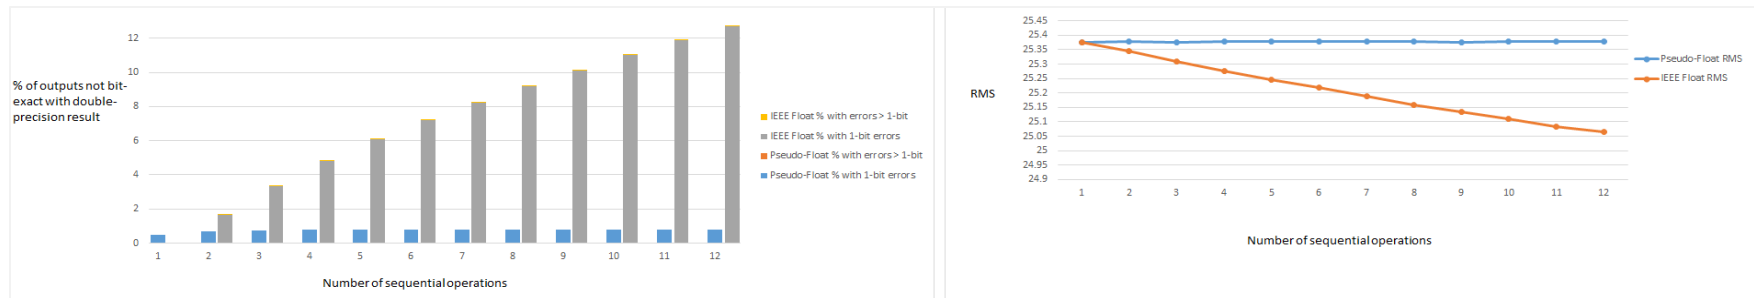 12
10
8
6
4
2
0
% of outputs not bit-
exact with double-
precision result
1 2 3 4 5 6 7 8 9 10 11 12
Number of sequential operations
IEEE Float % with errors > 1-bit
IEEE Float % with 1-bit errors
Pseudo-Float % with errors > 1-bit
Pseudo-Float % with 1-bit errors
25.45
25.4
25.35
25.3
25.25
25.2
25.15
25.1
25.05
25
24.95
24.9
RMS
1 2 3 4 5 6 7 8 9 10 11 12
Number of sequential operations
Pseudo-Float RMS
IEEE Float RMS